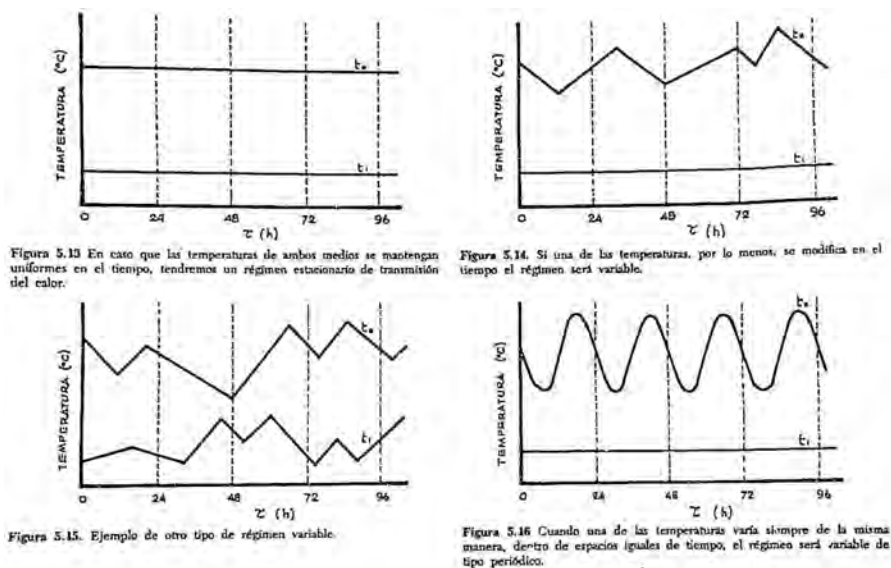 TEMPERATURA (°C)
te
ti
0 24 48 72 96
τ (h)
Figura 5.13 En caso que las temperaturas de ambos medios se mantengan
uniformes en el tiempo, tendremos un régimen estacionario de transmisión
del calor.
TEMPERATURA (°C)
te
ti
0 24 48 72 96
τ (h)
Figura 5.14. Si una de las temperaturas, por lo menos, se modifica en el
tiempo el régimen será variable.
TEMPERATURA (°C)
te
ti
0 24 48 72 96
τ (h)
Figura 5.15. Ejemplo de otro tipo de régimen variable.
TEMPERATURA (°C)
te
ti
0 24 48 72 96
τ (h)
Figura 5.16 Cuando una de las temperaturas varía siempre de la misma
manera, dentro de espacios iguales de tiempo, el régimen será variable de
tipo periódico.